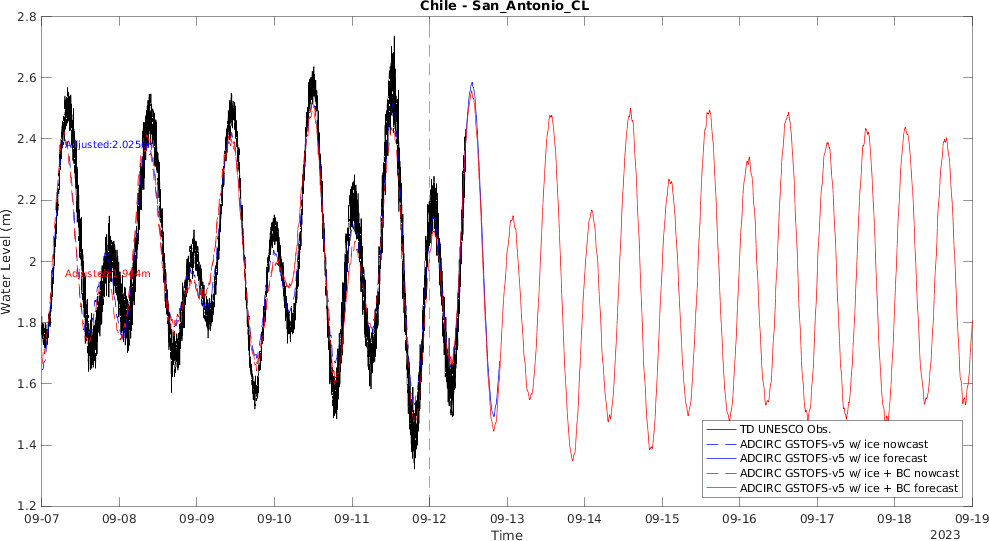 Chile - San_Antonio_CL
2.8
2.6
2.4
2.2
2
1.8
1.6
1.4
1.2
Water Level (m)
Adjusted:2.025m
TD UNESCO Obs.
ADCIRC GSTOFS-v5 w/ ice nowcast
ADCIRC GSTOFS-v5 w/ ice forecast
ADCIRC GSTOFS-v5 w/ ice + BC nowcast
ADCIRC GSTOFS-v5 w/ ice + BC forecast
09-07 09-08 09-09 09-10 09-11 09-12 09-13 09-14 09-15 09-16 09-17 09-18 09-19
Time
2023